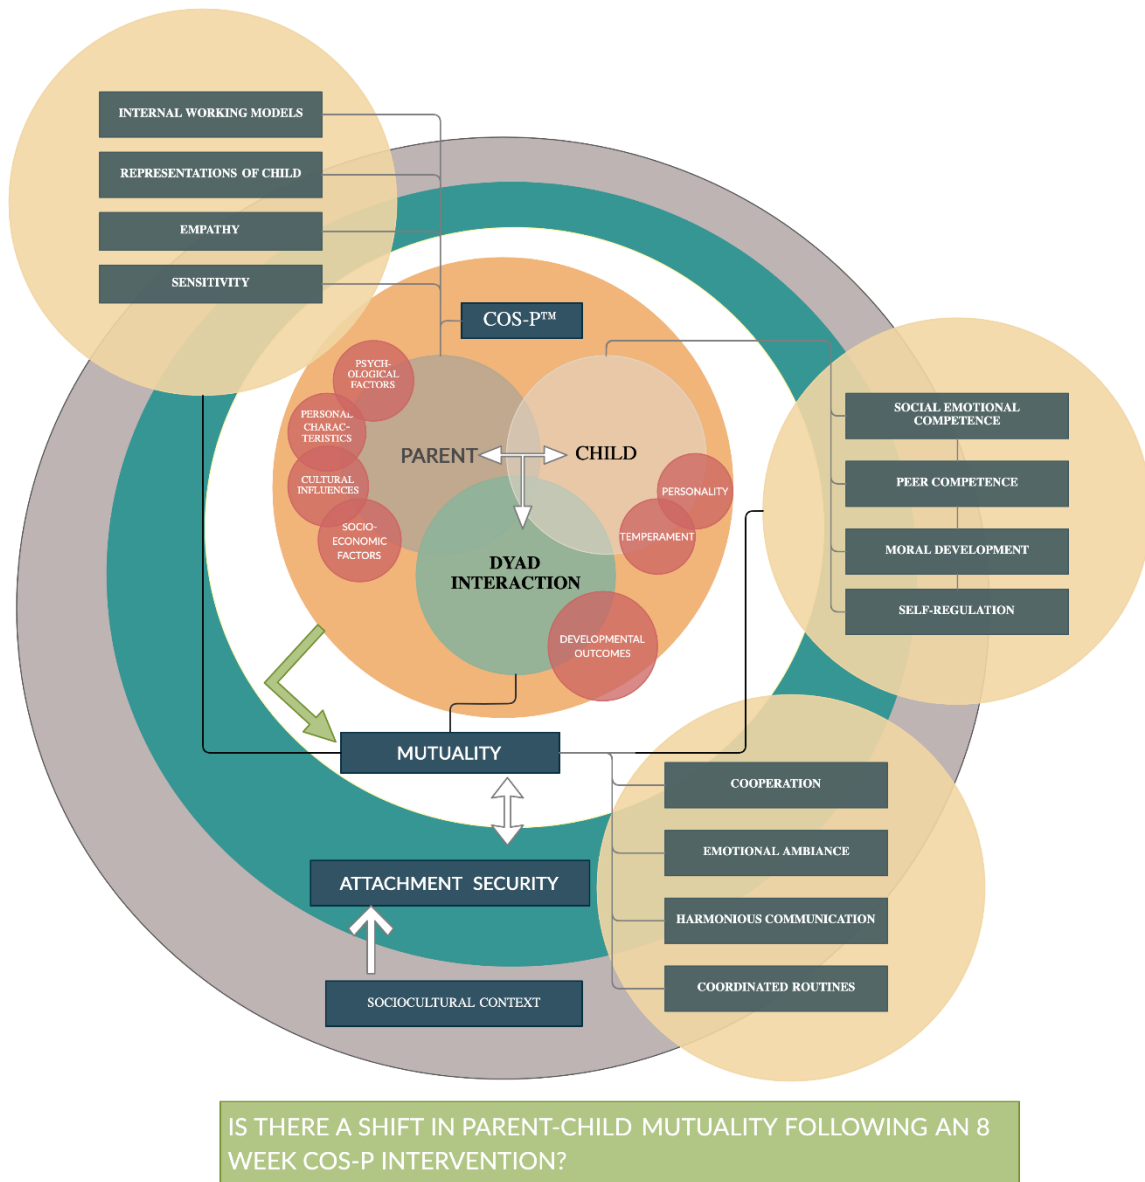 INTERNAL WORKING MODELS
REPRESENTATIONS OF CHILD
EMPATHY
SENSITIVITY
COS-P™
PSYCH-
OLOGICAL
FACTORS
PERSONAL
CHARAC-
TERISTICS
CULTURAL
INFLUENCES
SOCIO-
ECONOMIC
FACTORS
PARENT
CHILD
PERSONALITY
TEMPERAMENT
DYAD
INTERACTION
DEVELOPMENTAL
OUTCOMES
SOCIAL EMOTIONAL
COMPETENCE
PEER COMPETENCE
MORAL DEVELOPMENT
SELF-REGULATION
MUTUALITY
COOPERATION
EMOTIONAL AMBIANCE
HARMONIOUS COMMUNICATION
COORDINATED ROUTINES
ATTACHMENT SECURITY
SOCIOCULTURAL CONTEXT
IS THERE A SHIFT IN PARENT-CHILD MUTUALITY FOLLOWING AN 8
WEEK COS-P INTERVENTION?